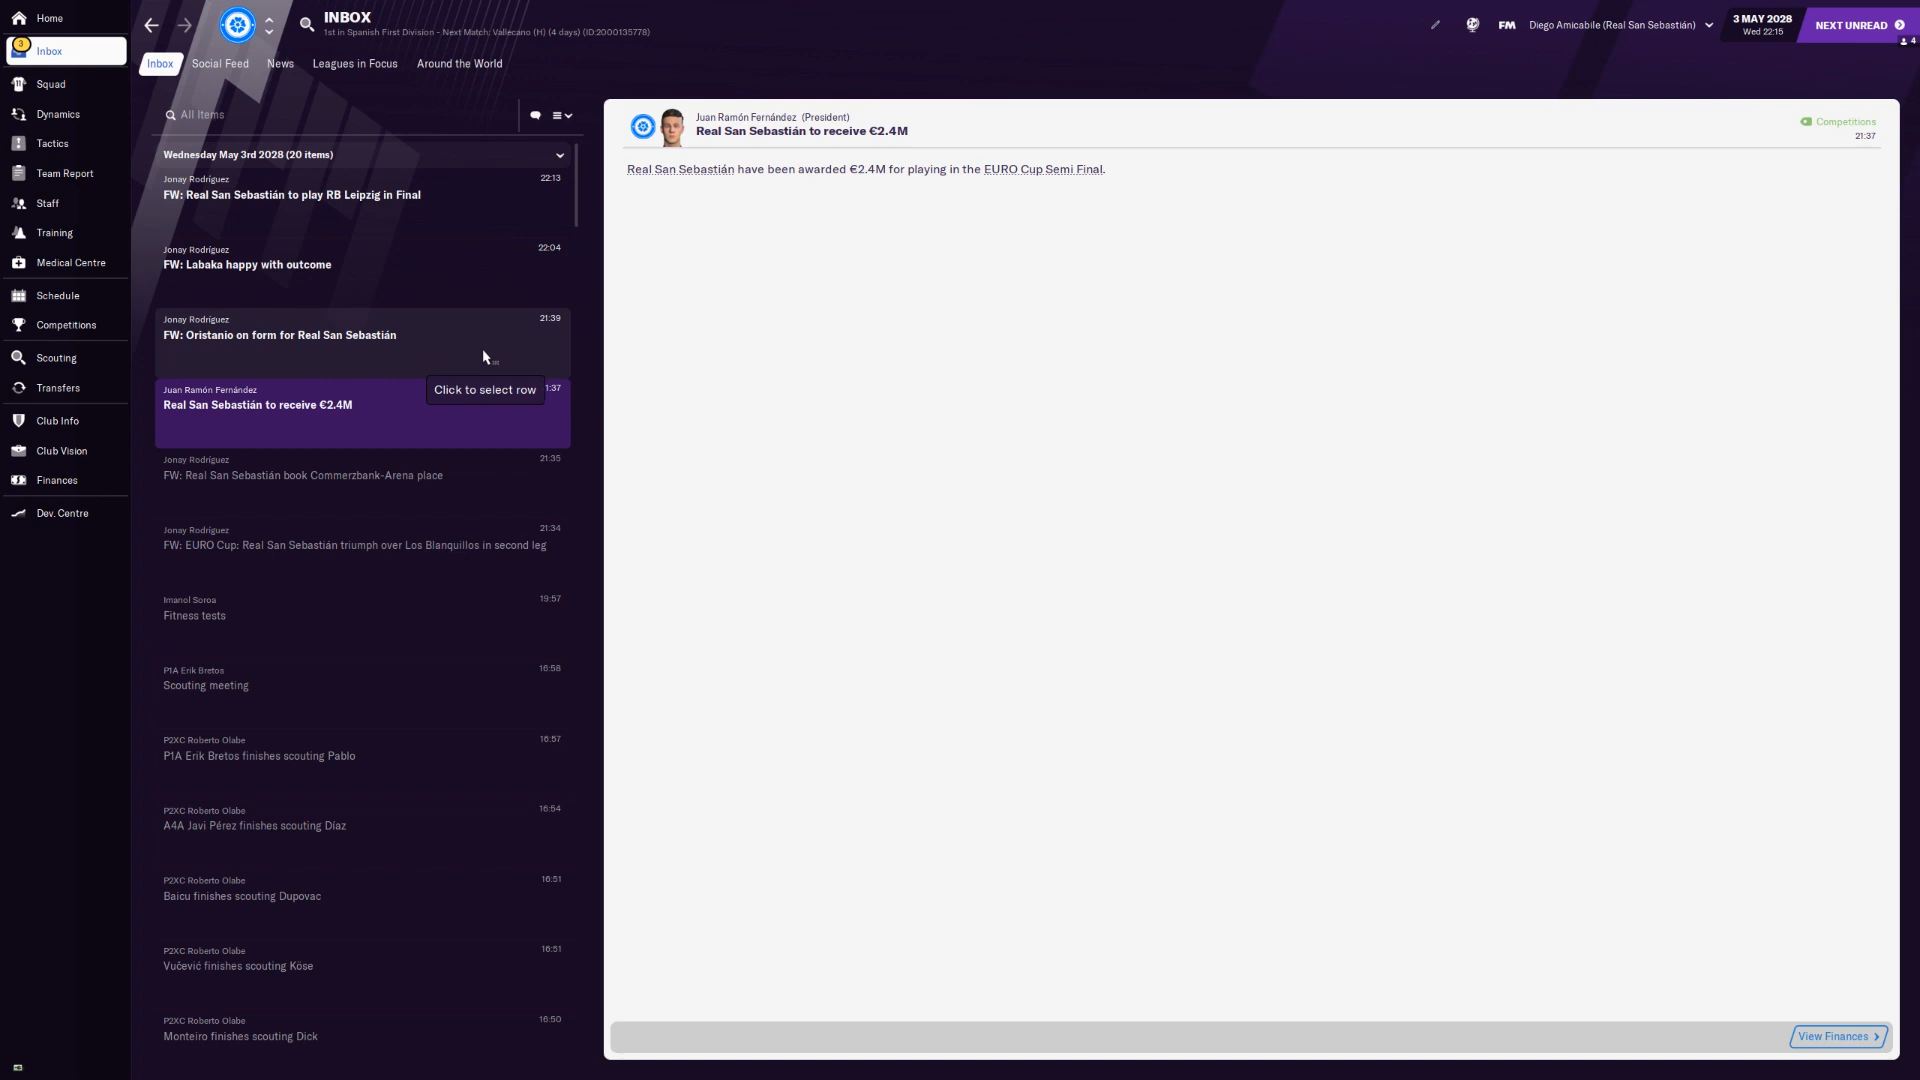 Home
3
Inbox
Squad
Dynamics
Tactics
Team Report
Staff
Training
Medical Centre
Schedule
Competitions
Scouting
Transfers
Club Info
Club Vision
Finances
Dev. Centre
INBOX
1st in Spanish First Division - Next Match: Vallecano (H) (4 days) (ID:2000135778)
FM
Diego Amicabile (Real San Sebastián)
3 MAY 2028
Wed 22:15
NEXT UNREAD
4
Inbox
Social Feed
News
Leagues in Focus
Around the World
All Items
Wednesday May 3rd 2028 (20 items)
Jonay Rodríguez 22:13
FW: Real San Sebastián to play RB Leipzig in Final
Jonay Rodríguez 22:04
FW: Labaka happy with outcome
Jonay Rodríguez 21:39
FW: Oristanio on form for Real San Sebastián
Click to select row
Juan Ramón Fernández 1:37
Real San Sebastián to receive €2.4M
Jonay Rodríguez 21:35
FW: Real San Sebastián book Commerzbank-Arena place
Jonay Rodríguez 21:34
FW: EURO Cup: Real San Sebastián triumph over Los Blanquillos in second leg
Imanol Soroa 19:57
Fitness tests
P1A Erik Bretos 16:58
Scouting meeting
P2XC Roberto Olabe 16:57
P1A Erik Bretos finishes scouting Pablo
P2XC Roberto Olabe 16:54
A4A Javi Pérez finishes scouting Díaz
P2XC Roberto Olabe 16:51
Baicu finishes scouting Dupovac
P2XC Roberto Olabe 16:51
Vučević finishes scouting Köse
P2XC Roberto Olabe 16:50
Monteiro finishes scouting Dick
Juan Ramón Fernández (President)
Real San Sebastián to receive €2.4M
Competitions
21:37
Real San Sebastián have been awarded €2.4M for playing in the EURO Cup Semi Final.
View Finances